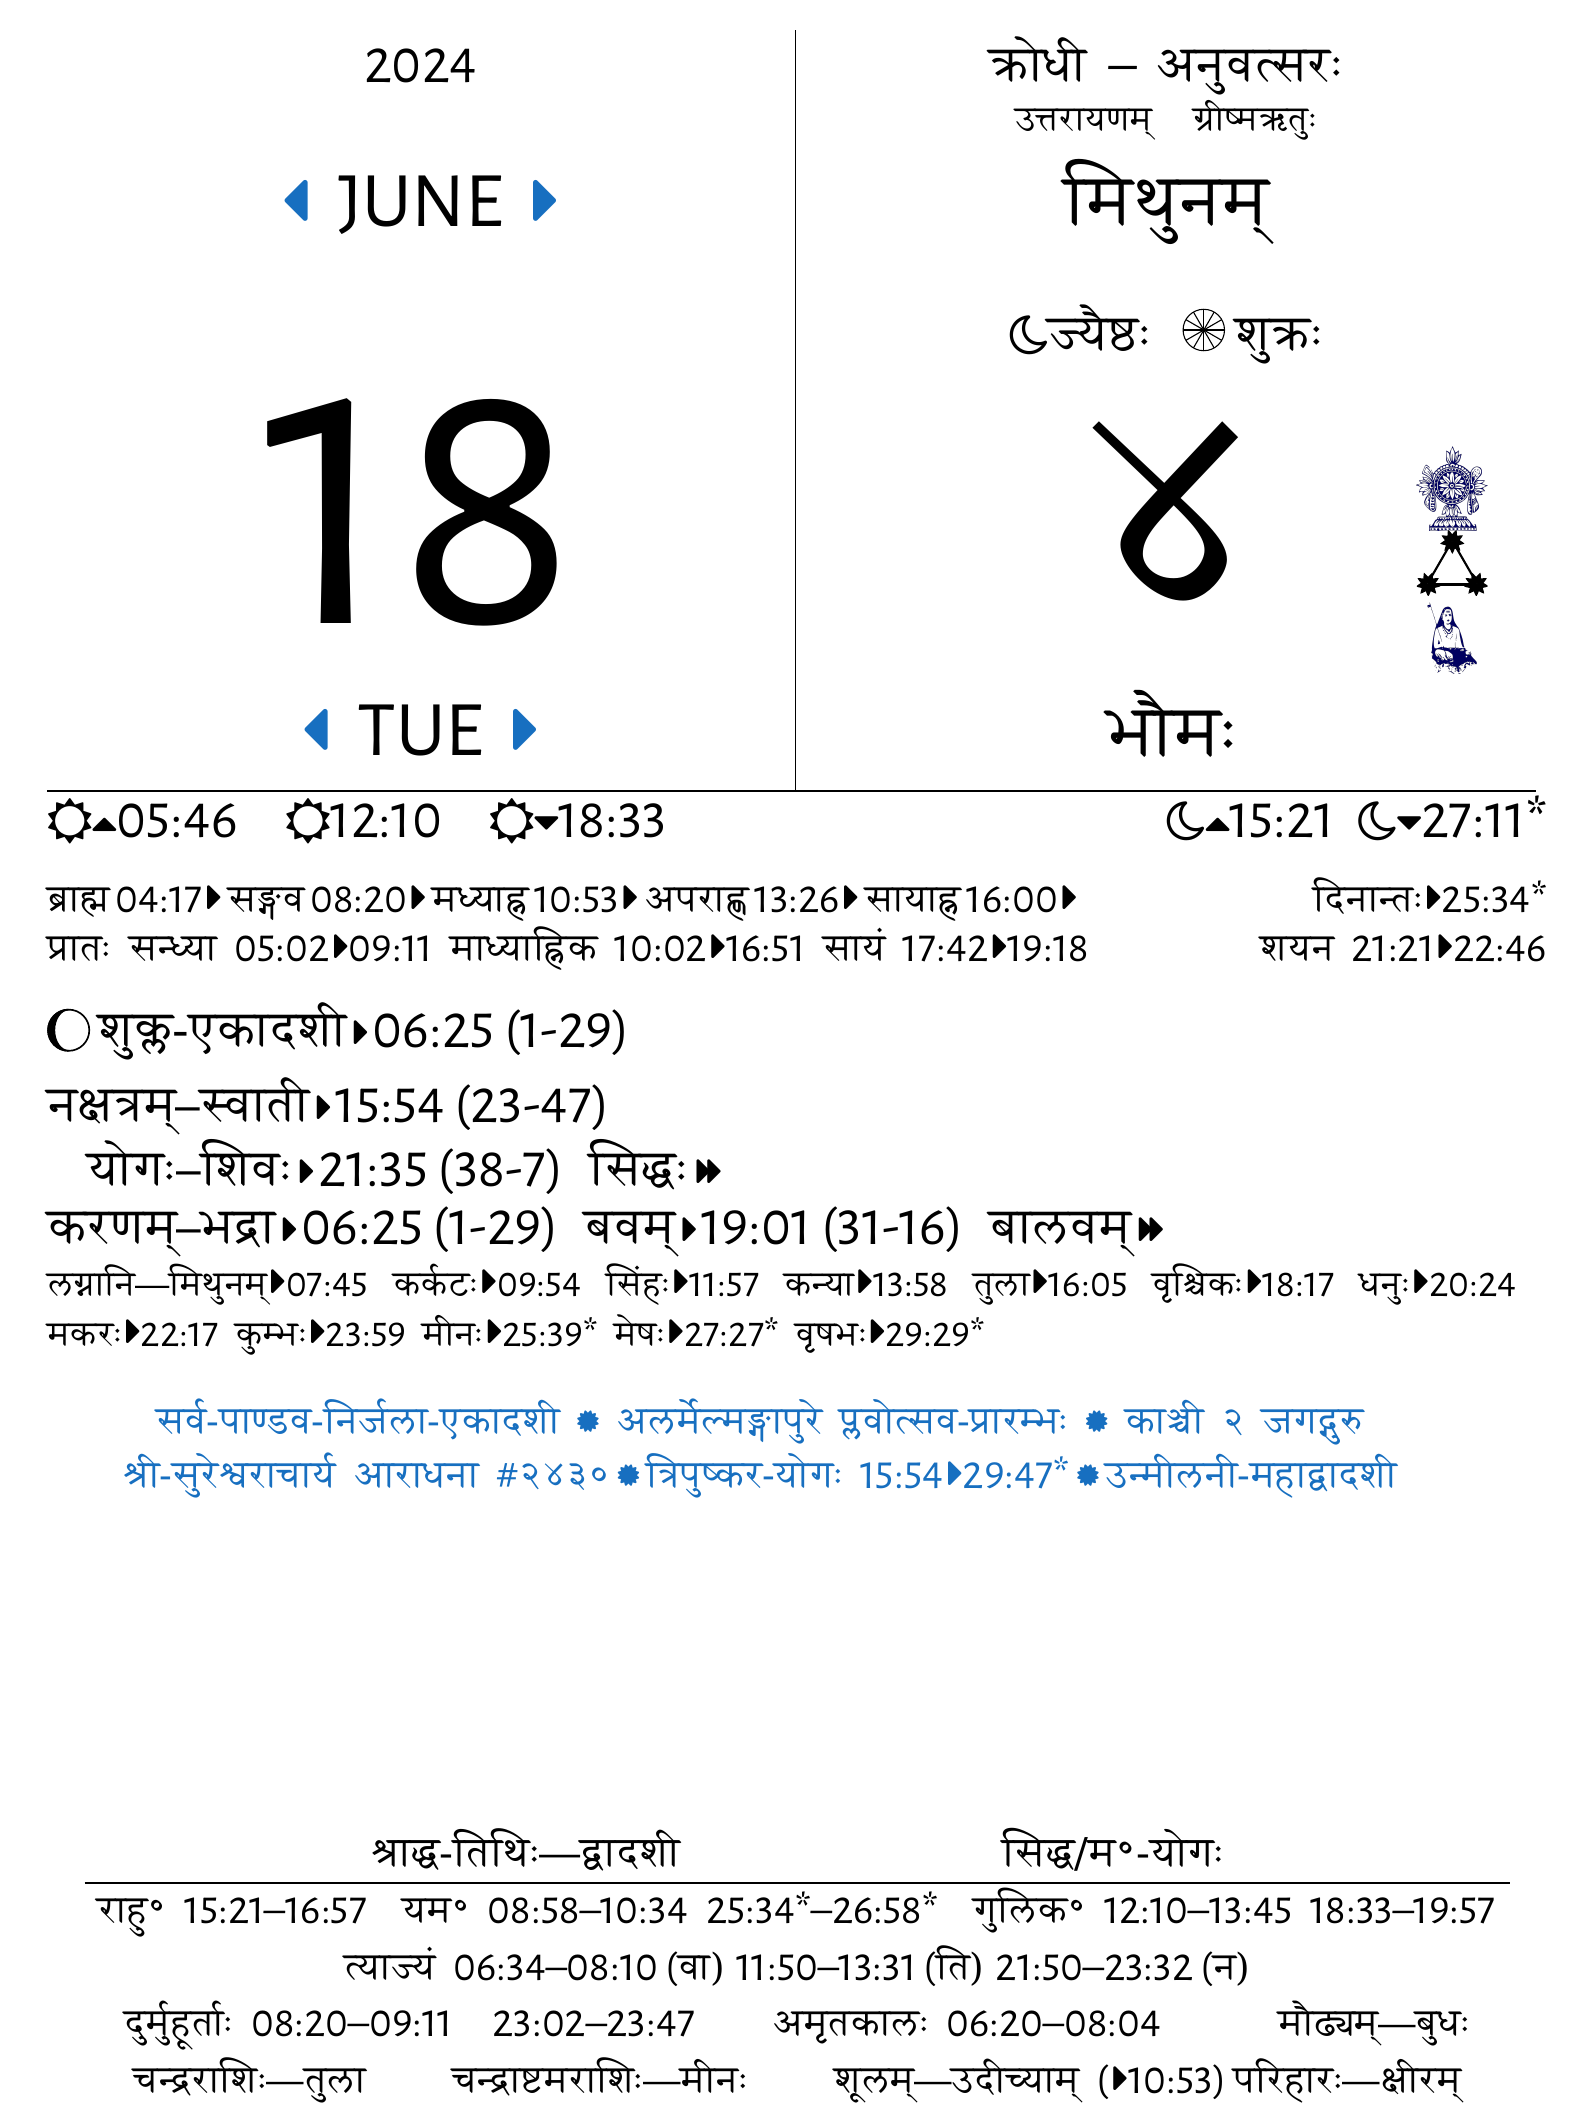 2024
JUNE
18
TUE
क्रोधी – अनुवत्सरः
उत्तरायणम् ग्रीष्मऋतुः
मिथुनम्
ज्यैष्ठः शुक्रः
४
भौमः
05:46 12:10 18:33 15:21 27:11*
ब्राह्म 04:17 सङ्गव 08:20 मध्याह्न 10:53 अपराह्ण 13:26 सायाह्न 16:00 दिनान्तः 25:34*
प्रातः सन्ध्या 05:02 09:11 माध्याह्निक 10:02 16:51 सायं 17:42 19:18 शयन 21:21 22:46
शुक्ल-एकादशी 06:25 (1-29)
नक्षत्रम्–स्वाती 15:54 (23-47)
योगः–शिवः 21:35 (38-7) सिद्धः
करणम्–भद्रा 06:25 (1-29) बवम् 19:01 (31-16) बालवम्
लग्नानि—मिथुनम् 07:45 कर्कटः 09:54 सिंहः 11:57 कन्या 13:58 तुला 16:05 वृश्चिकः 18:17 धनुः 20:24
मकरः 22:17 कुम्भः 23:59 मीनः 25:39* मेषः 27:27* वृषभः 29:29*
सर्व-पाण्डव-निर्जला-एकादशी ✹ अलर्मेल्मङ्गापुरे प्लवोत्सव-प्रारम्भः ✹ काञ्ची २ जगद्गुरु
श्री-सुरेश्वराचार्य आराधना #२४३० ✹ त्रिपुष्कर-योगः 15:54 29:47* ✹ उन्मीलनी-महाद्वादशी
श्राद्ध-तिथिः—द्वादशी सिद्ध/म॰-योगः
राहु॰ 15:21–16:57 यम॰ 08:58–10:34 25:34*–26:58* गुलिक॰ 12:10–13:45 18:33–19:57
त्याज्यं 06:34–08:10 (वा) 11:50–13:31 (ति) 21:50–23:32 (न)
दुर्मुहूर्ताः 08:20–09:11 23:02–23:47 अमृतकालः 06:20–08:04 मौढ्यम्—बुधः
चन्द्रराशिः—तुला चन्द्राष्टमराशिः—मीनः शूलम्—उदीच्याम् (10:53) परिहारः—क्षीरम्